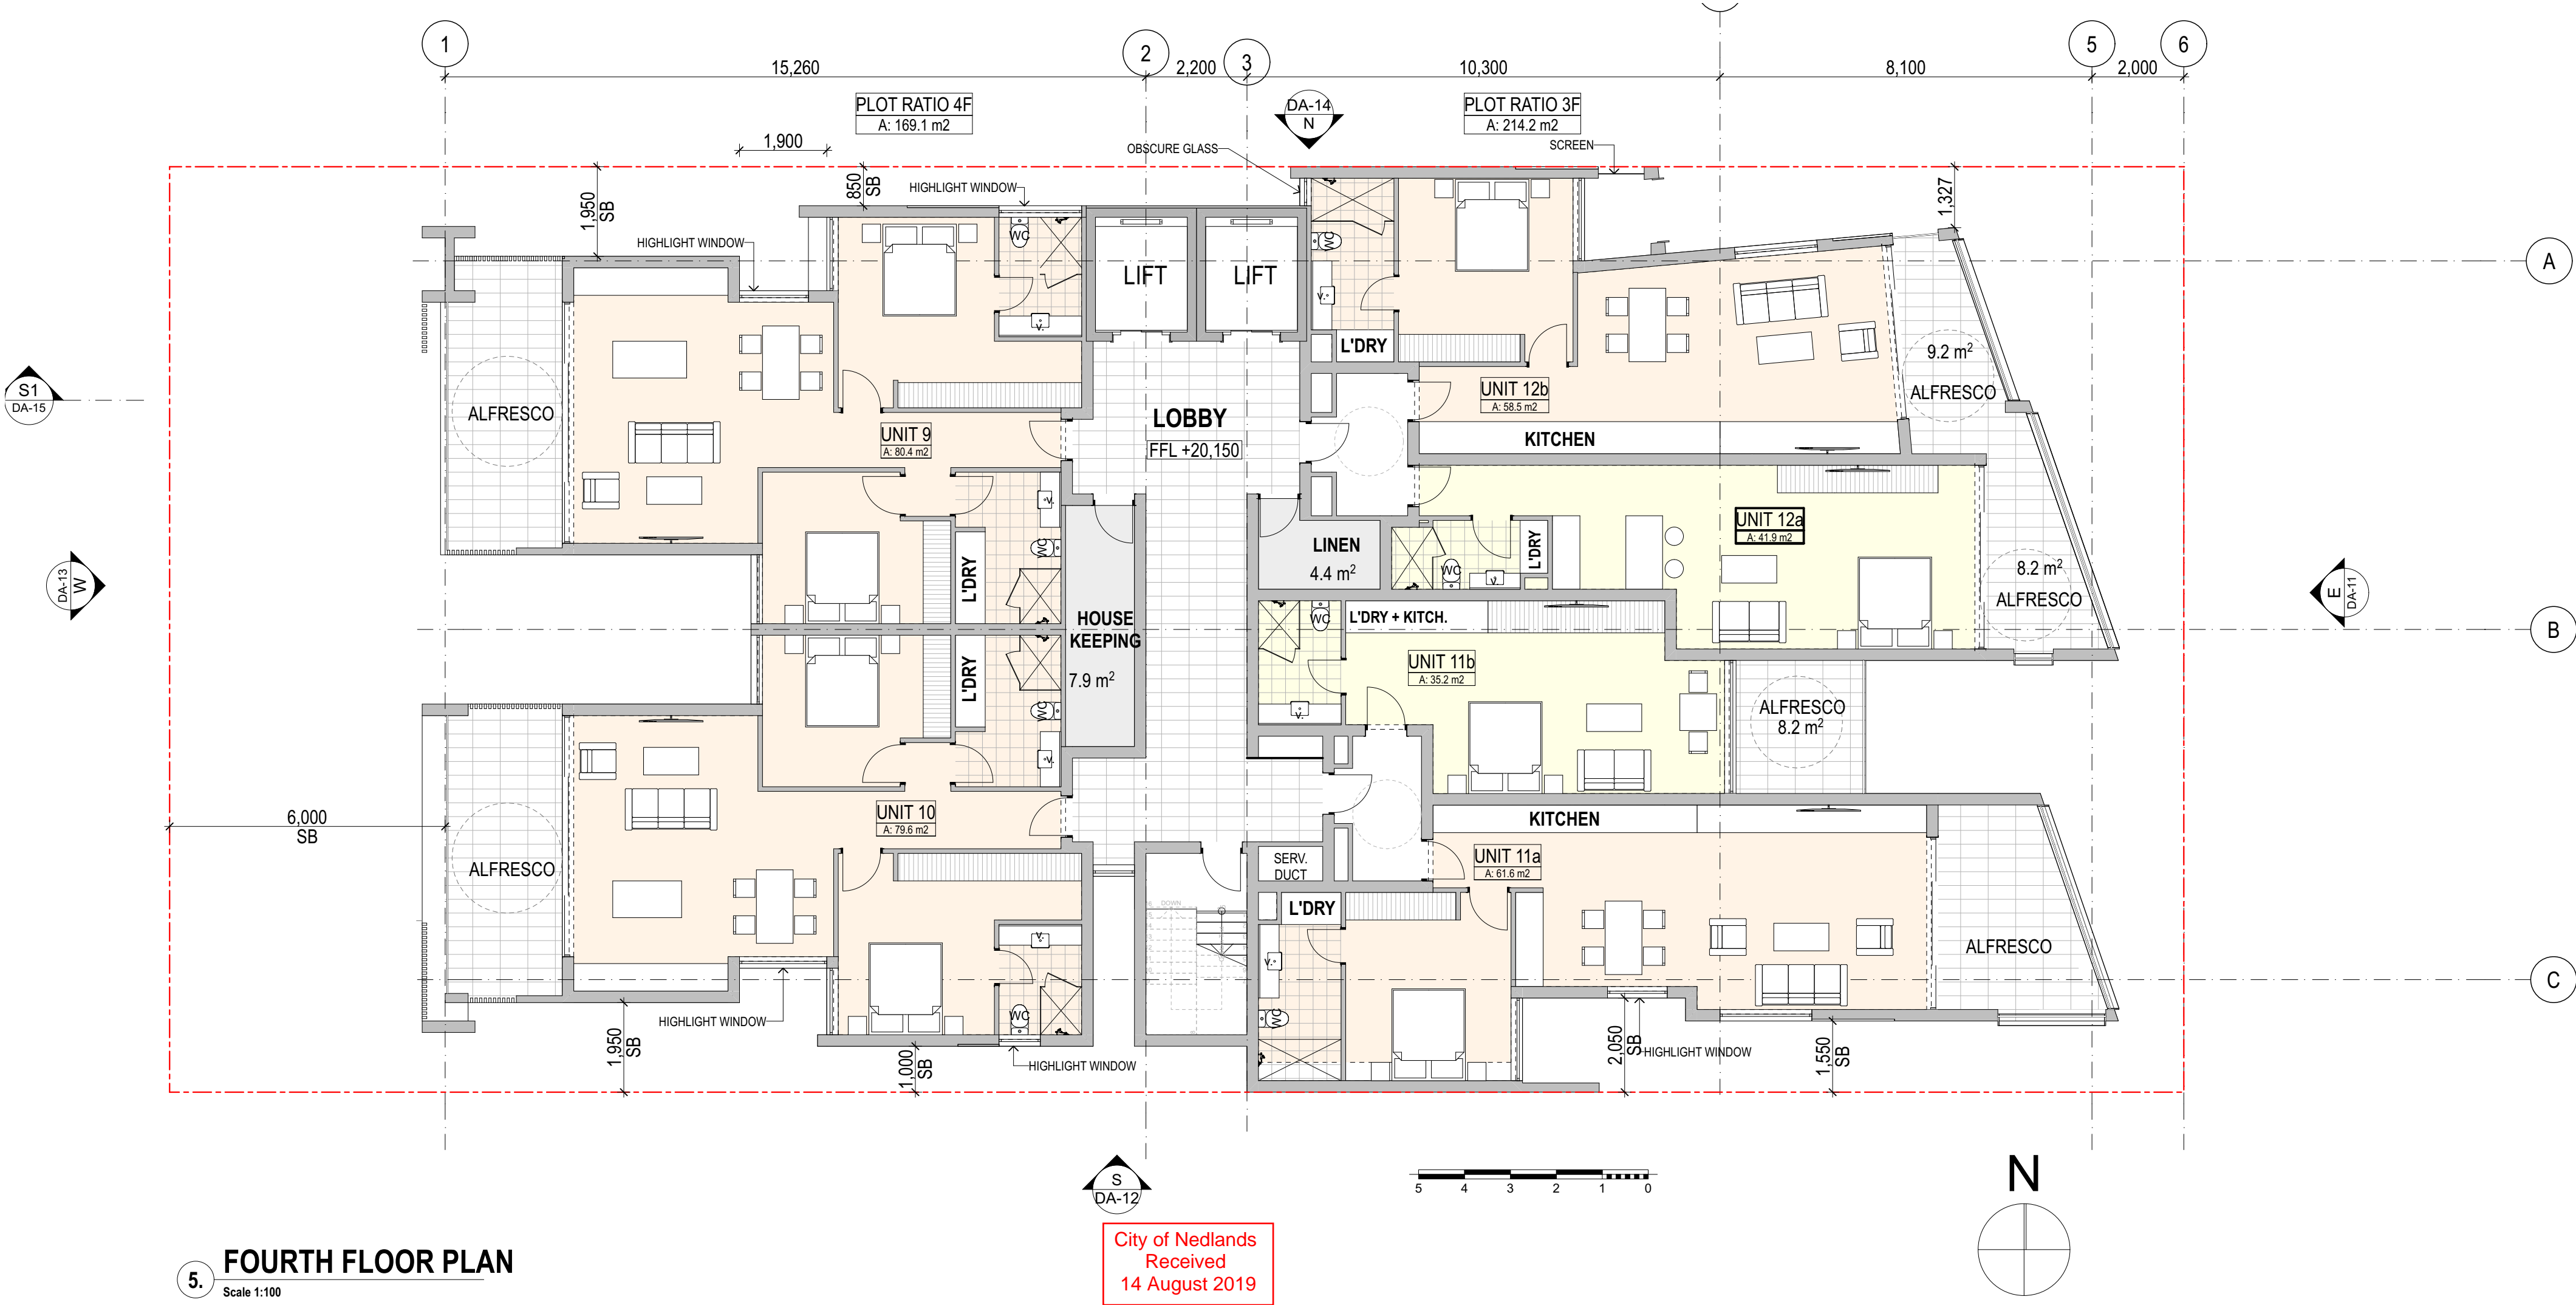 1
2
3
5
6
15,260
2,200
10,300
8,100
2,000
PLOT RATIO 4F
A: 169.1 m2
DA-14
N
PLOT RATIO 3F
A: 214.2 m2
1,900
OBSCURE GLASS
SCREEN
1,950
SB
850
SB
HIGHLIGHT WINDOW
1,327
HIGHLIGHT WINDOW
WC
V.
LIFT
LIFT
WC
V.
L'DRY
A
S1
DA-15
ALFRESCO
9.2 m²
ALFRESCO
UNIT 12b
A: 58.5 m2
LOBBY
FFL +20,150
UNIT 9
A: 80.4 m2
KITCHEN
V.
WC
L'DRY
UNIT 12a
A: 41.9 m2
LINEN
4.4 m²
L'DRY
WC
V.
8.2 m²
ALFRESCO
DA-13
W
E
DA-11
HOUSE
KEEPING
7.9 m²
WC
L'DRY + KITCH.
B
L'DRY
WC
V.
UNIT 11b
A: 35.2 m2
V.
ALFRESCO
8.2 m²
6,000
SB
UNIT 10
A: 79.6 m2
KITCHEN
ALFRESCO
SERV.
DUCT
UNIT 11a
A: 61.6 m2
L'DRY
DOWN
V.
WC
V.
WC
ALFRESCO
C
HIGHLIGHT WINDOW
1,950
SB
1,000
SB
HIGHLIGHT WINDOW
2,050
SB
HIGHLIGHT WINDOW
1,550
SB
S
DA-12
5 4 3 2 1 0
N
City of Nedlands
Received
14 August 2019
5.
FOURTH FLOOR PLAN
Scale 1:100